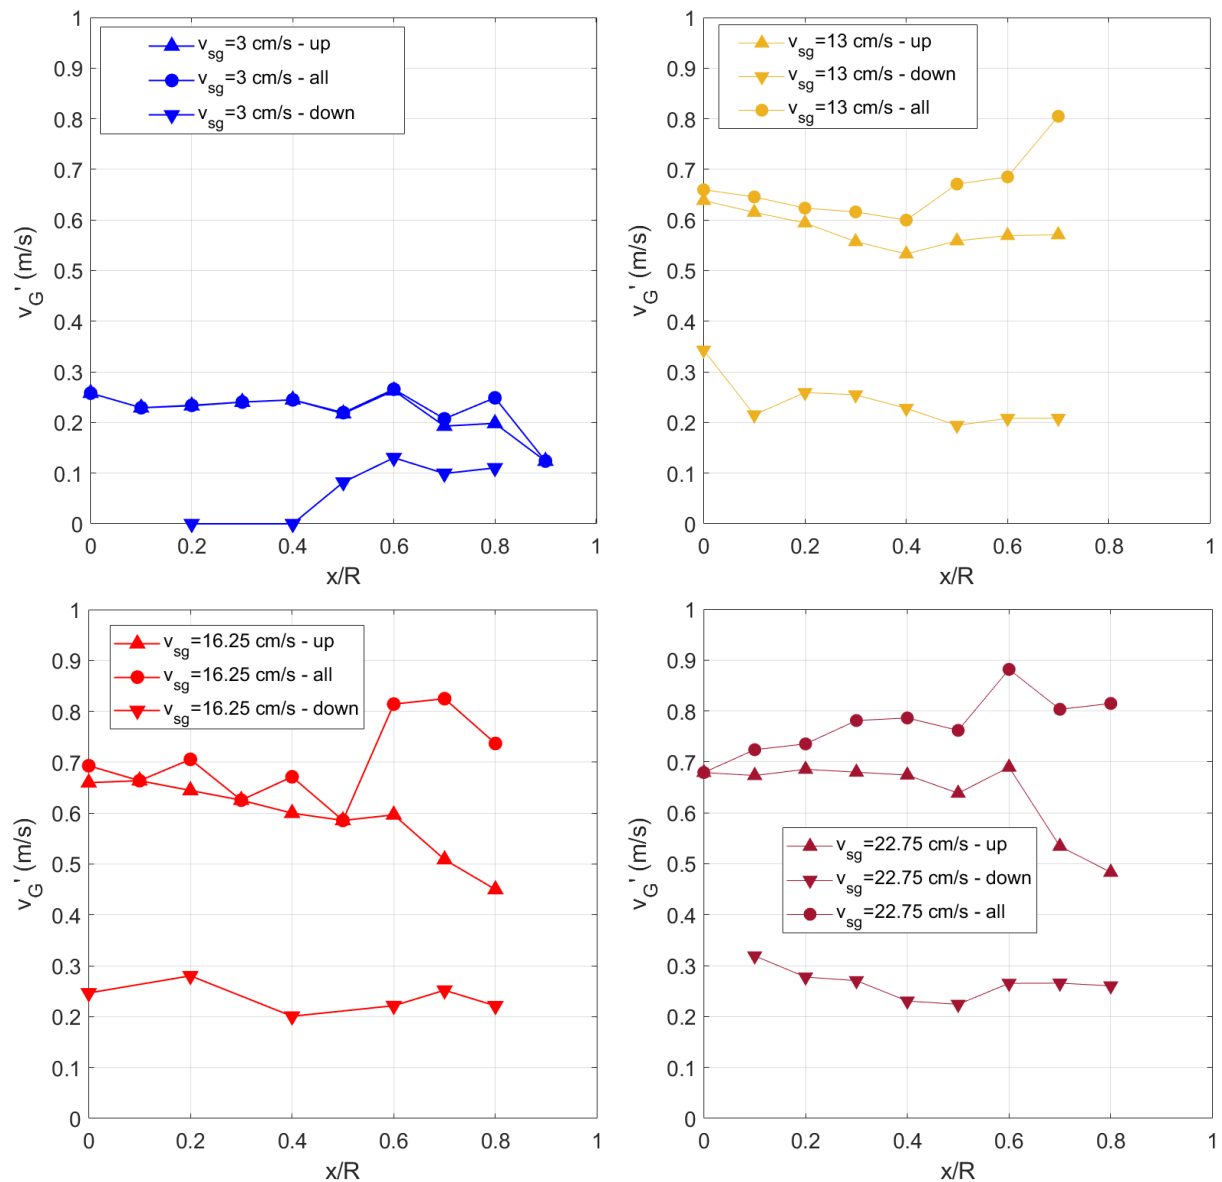 1
0.9
0.8
0.7
0.6
0.5
0.4
0.3
0.2
0.1
0
v_G' (m/s)
v_sg=3 cm/s - up
v_sg=3 cm/s - all
v_sg=3 cm/s - down
0 0.2 0.4 0.6 0.8 1
x/R
1
0.9
0.8
0.7
0.6
0.5
0.4
0.3
0.2
0.1
0
v_G' (m/s)
v_sg=13 cm/s - up
v_sg=13 cm/s - down
v_sg=13 cm/s - all
0 0.2 0.4 0.6 0.8 1
x/R
1
0.9
0.8
0.7
0.6
0.5
0.4
0.3
0.2
0.1
0
v_G' (m/s)
v_sg=16.25 cm/s - up
v_sg=16.25 cm/s - all
v_sg=16.25 cm/s - down
0 0.2 0.4 0.6 0.8 1
x/R
1
0.9
0.8
0.7
0.6
0.5
0.4
0.3
0.2
0.1
0
v_G' (m/s)
v_sg=22.75 cm/s - up
v_sg=22.75 cm/s - down
v_sg=22.75 cm/s - all
0 0.2 0.4 0.6 0.8 1
x/R